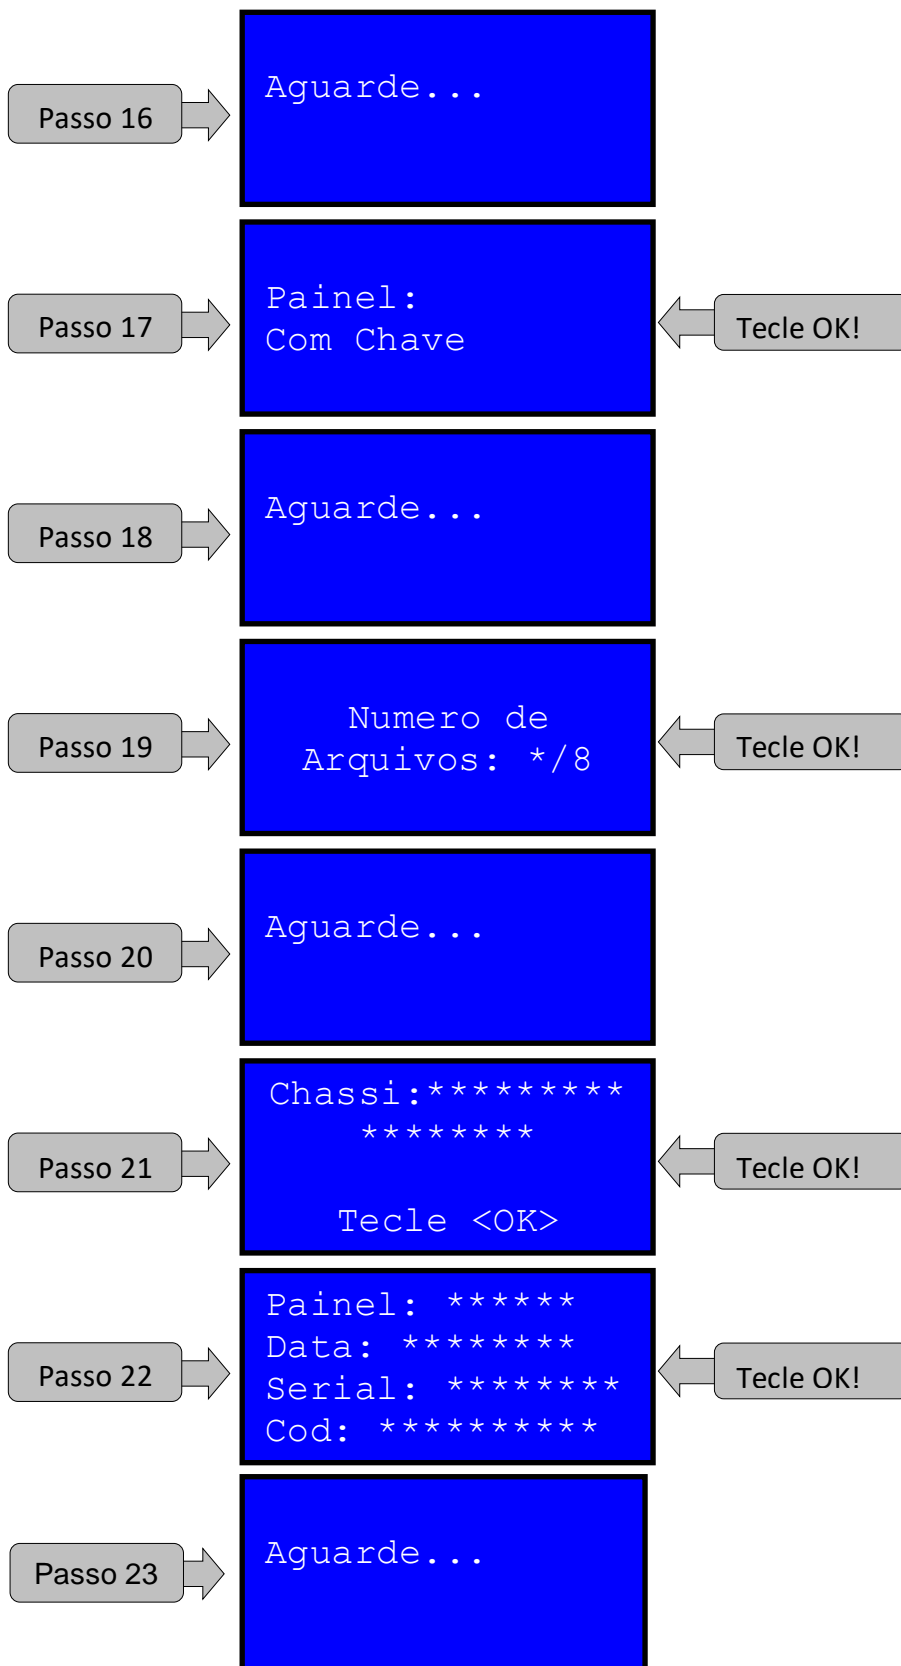 Passo 16
Aguarde...
Passo 17
Painel:
Com Chave
Tecle OK!
Passo 18
Aguarde...
Passo 19
Numero de
Arquivos: */8
Tecle OK!
Passo 20
Aguarde...
Passo 21
Chassi:*********
********
Tecle <OK>
Tecle OK!
Passo 22
Painel: ******
Data: ********
Serial: ********
Cod: **********
Tecle OK!
Passo 23
Aguarde...